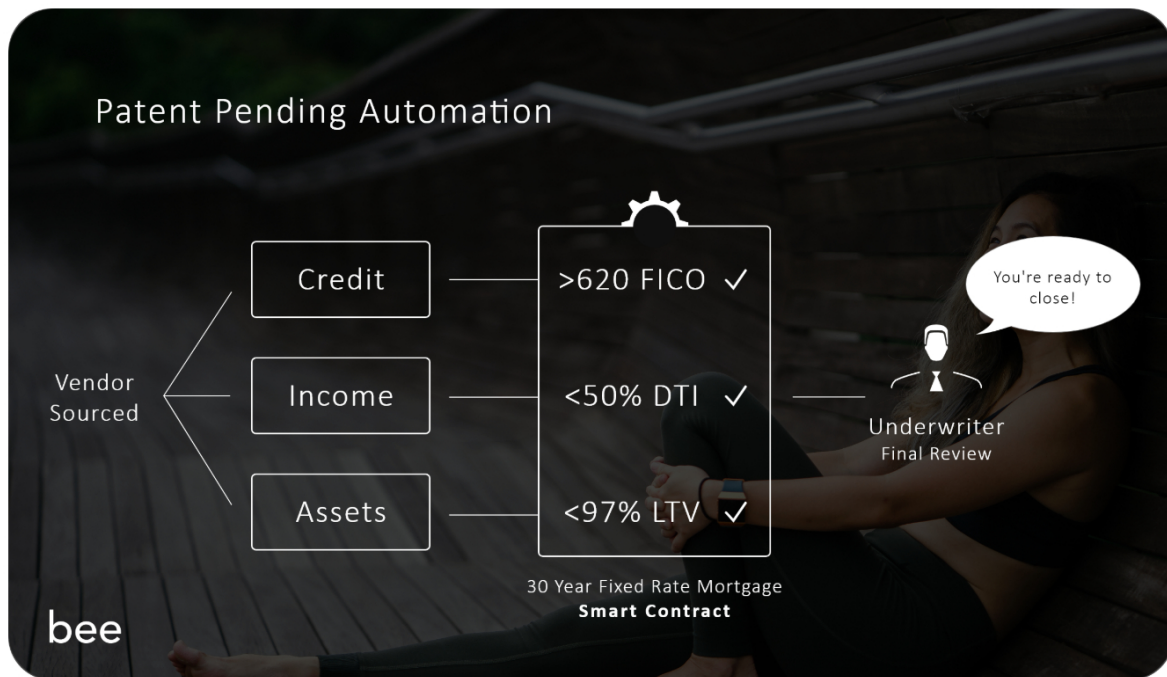 Patent Pending Automation
Vendor
Sourced
Credit
Income
Assets
>620 FICO ✓
<50% DTI ✓
<97% LTV ✓
30 Year Fixed Rate Mortgage
Smart Contract
You're ready to
close!
Underwriter
Final Review
bee